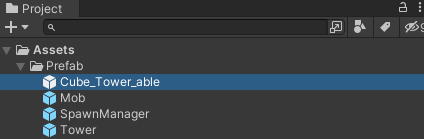 Project
Assets
Prefab
Cube_Tower_able
Mob
SpawnManager
Tower